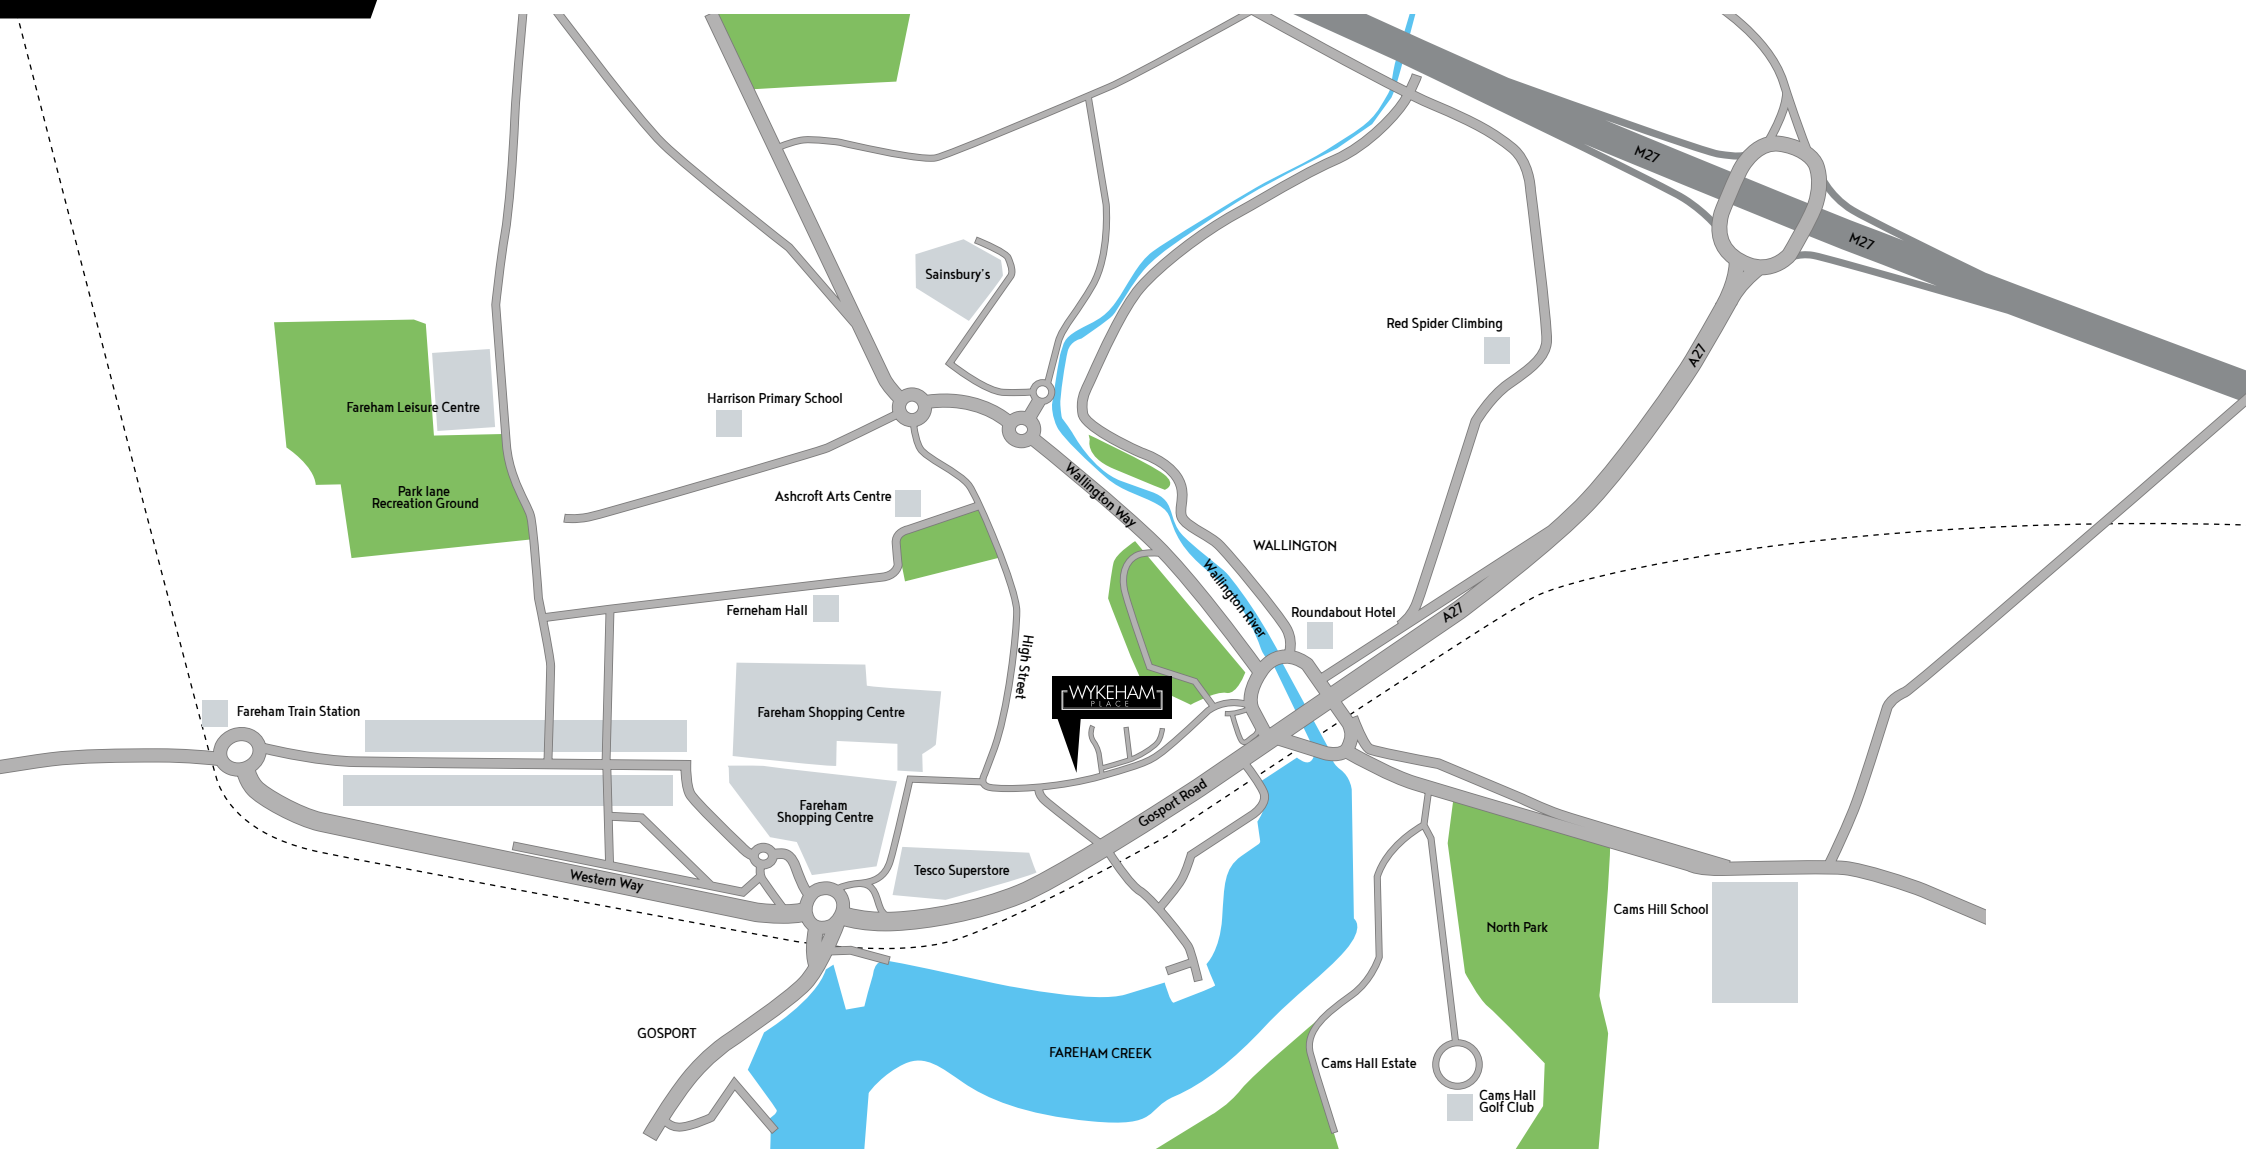 M27
M27
Sainsbury's
Red Spider Climbing
A27
Harrison Primary School
Fareham Leisure Centre
Park lane
Recreation Ground
Ashcroft Arts Centre
Wallington Way
WALLINGTON
Wallington River
Roundabout Hotel
A27
Ferneham Hall
High Street
WYKEHAM
PLACE
Fareham Train Station
Fareham Shopping Centre
Fareham
Shopping Centre
Gosport Road
Tesco Superstore
Western Way
Cams Hill School
North Park
GOSPORT
FAREHAM CREEK
Cams Hall Estate
Cams Hall
Golf Club